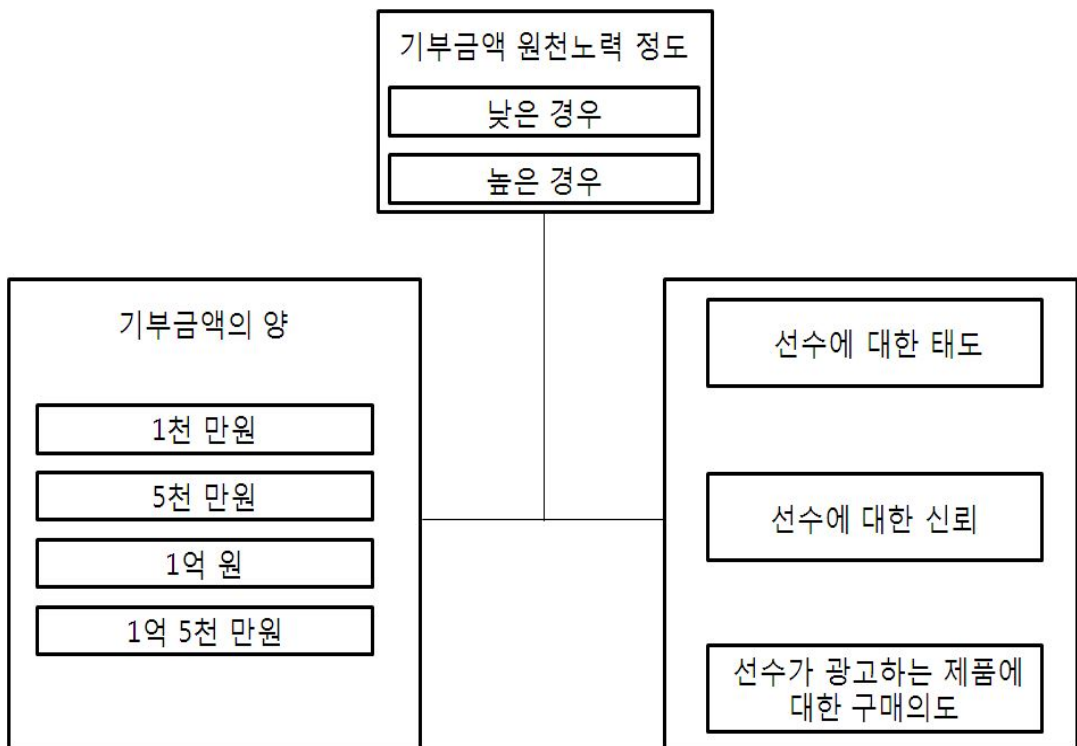 기부금액 원천노력 정도
낮은 경우
높은 경우
기부금액의 양
1천 만원
5천 만원
1억 원
1억 5천 만원
선수에 대한 태도
선수에 대한 신뢰
선수가 광고하는 제품에
대한 구매의도